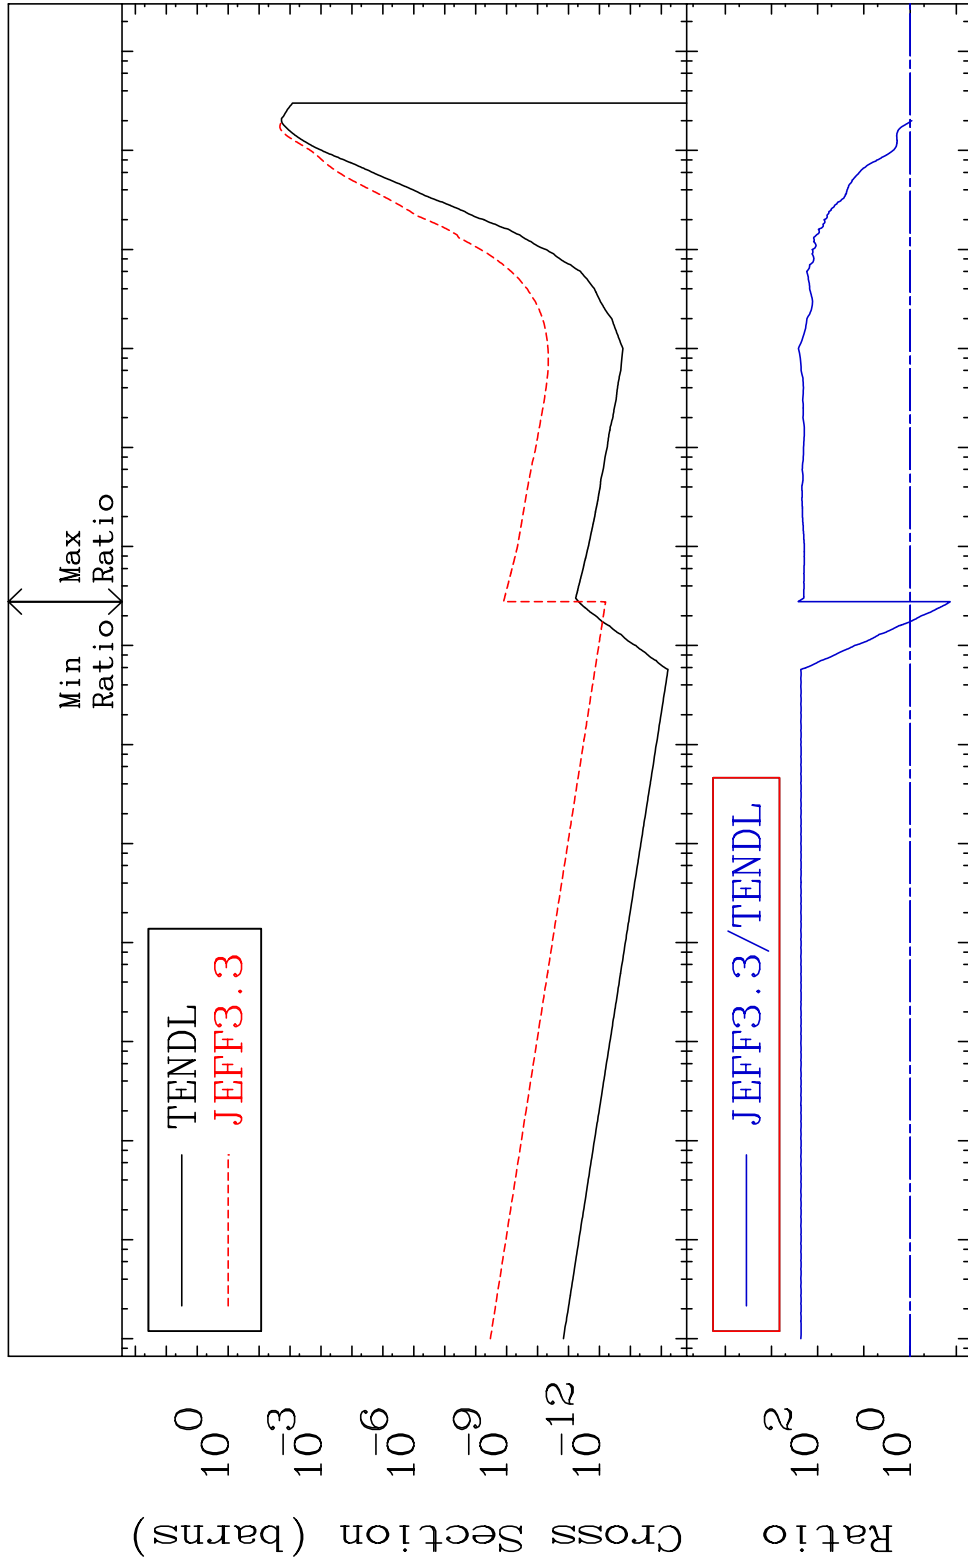 Min
Ratio
Max
Ratio
TENDL
JEFF3.3
Cross Section (barns)
10^0
10^-3
10^-6
10^-9
10^-12
JEFF3.3/TENDL
Ratio
10^2
10^0